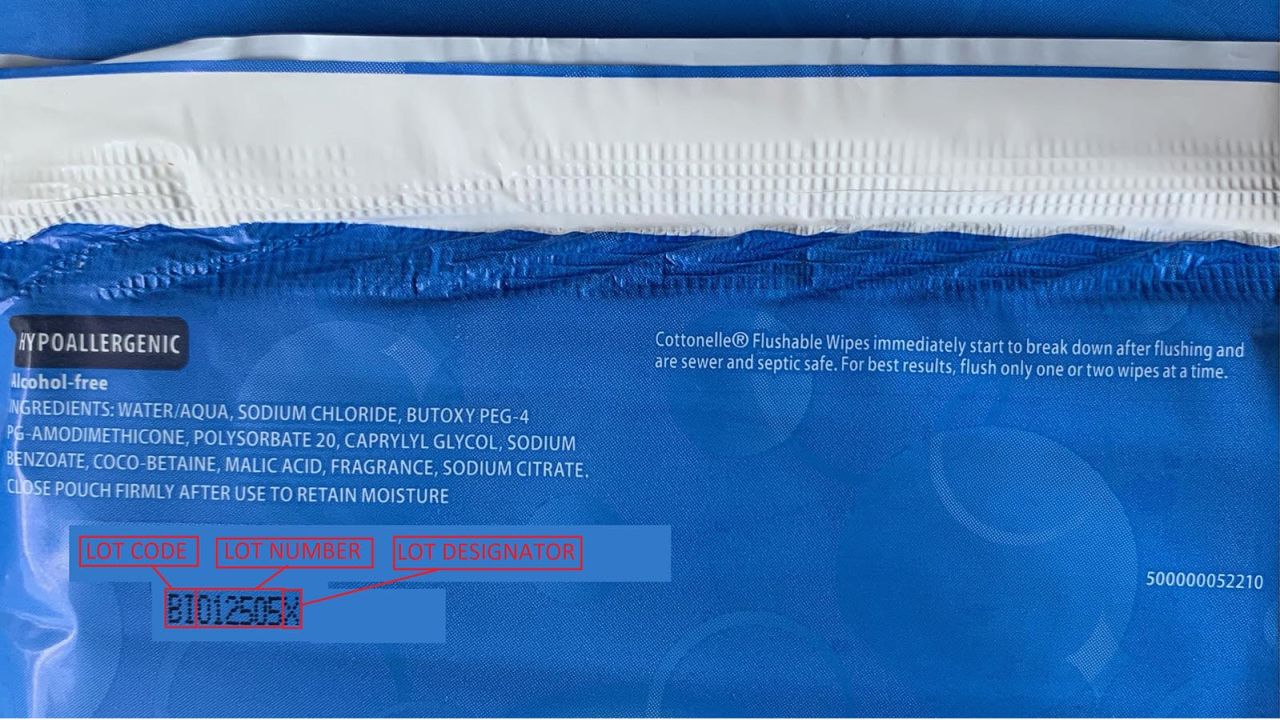 HYPOALLERGENIC
Alcohol-free
INGREDIENTS: WATER/AQUA, SODIUM CHLORIDE, BUTOXY PEG-4
PG-AMODIMETHICONE, POLYSORBATE 20, CAPRYLYL GLYCOL, SODIUM
BENZOATE, COCO-BETAINE, MALIC ACID, FRAGRANCE, SODIUM CITRATE.
CLOSE POUCH FIRMLY AFTER USE TO RETAIN MOISTURE
Cottonelle® Flushable Wipes immediately start to break down after flushing and
are sewer and septic safe. For best results, flush only one or two wipes at a time.
LOT CODE LOT NUMBER LOT DESIGNATOR
BI012505X
500000052210